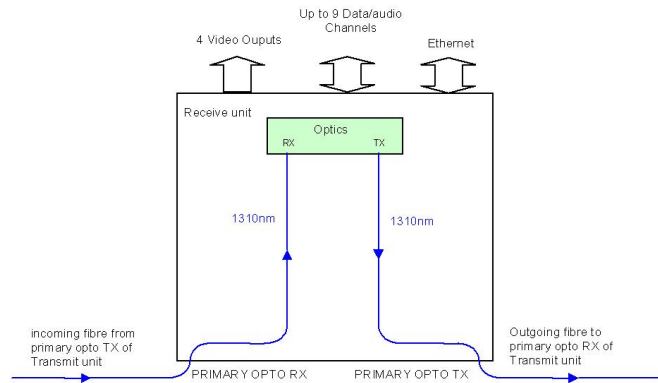 Up to 9 Data/audio
Channels
4 Video Ouputs
Ethernet
Receive unit
Optics
RX
TX
1310nm
1310nm
incoming fibre from
primary opto TX of
Transmit unit
Outgoing fibre to
primary opto RX of
Transmit unit
PRIMARY OPTO RX
PRIMARY OPTO TX